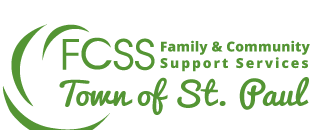 FCSS Family & Community
Support Services
Town of St. Paul